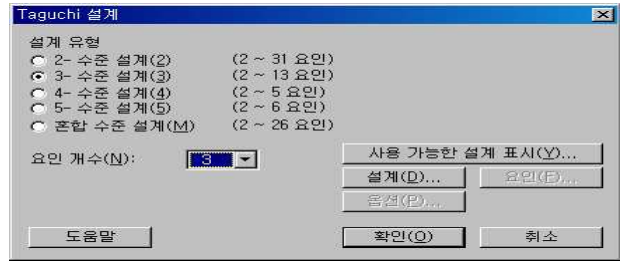 Taguchi 설계
설계 유형
2- 수준 설계(2) (2 ~ 31 요인)
3- 수준 설계(3) (2 ~ 13 요인)
4- 수준 설계(4) (2 ~ 5 요인)
5- 수준 설계(5) (2 ~ 6 요인)
혼합 수준 설계(M) (2 ~ 26 요인)
요인 개수(N): 3 사용 가능한 설계 표시(Y)...
설계(D)... 요인(F)...
옵션(P)...
도움말 확인(O) 취소